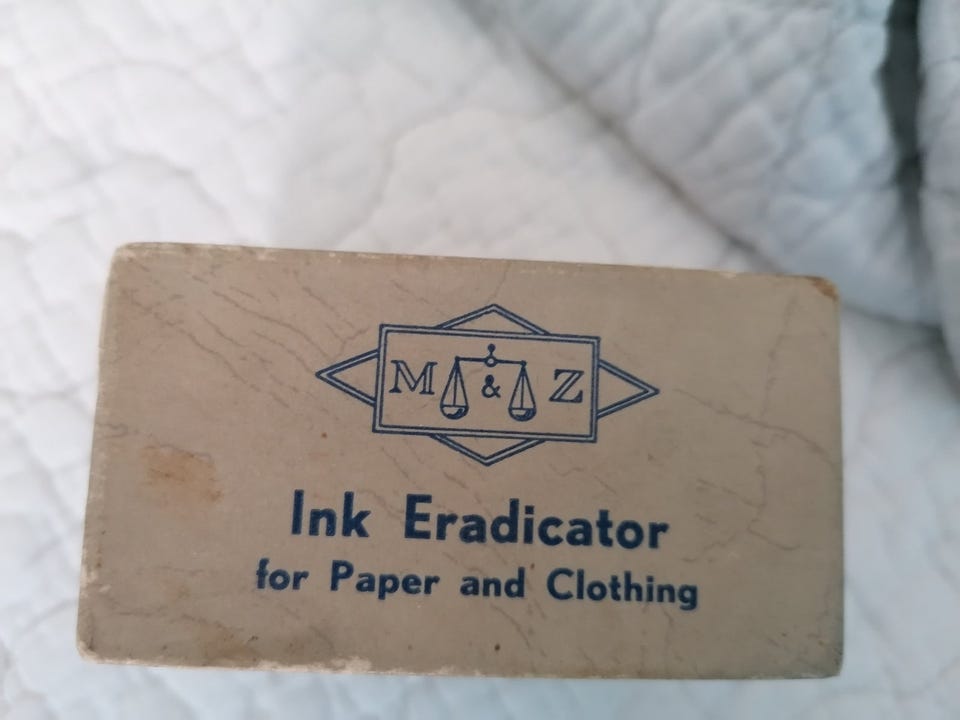 M & Z
Ink Eradicator
for Paper and Clothing